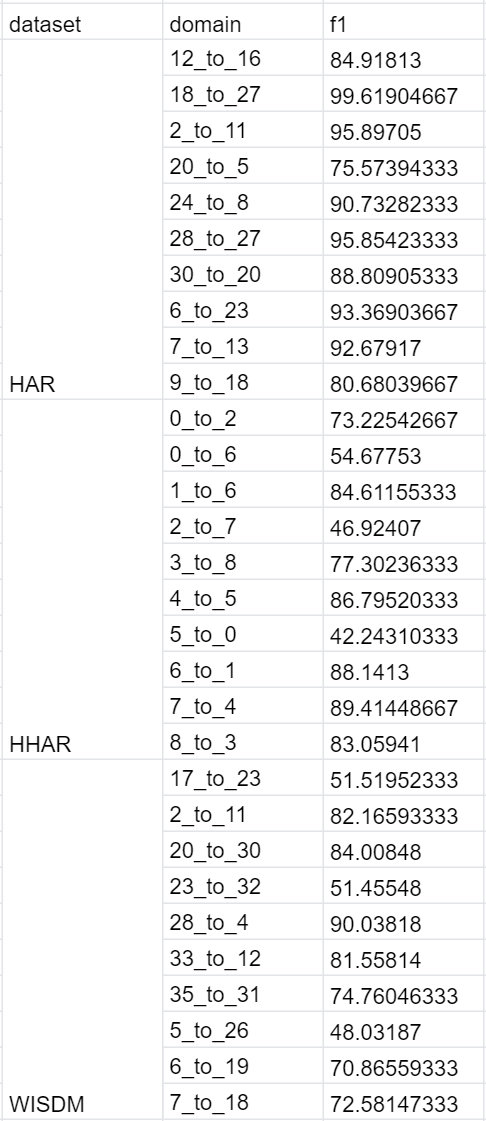 dataset domain f1
12_to_16 84.91813
18_to_27 99.61904667
2_to_11 95.89705
20_to_5 75.57394333
24_to_8 90.73282333
28_to_27 95.85423333
30_to_20 88.80905333
6_to_23 93.36903667
7_to_13 92.67917
HAR 9_to_18 80.68039667
0_to_2 73.22542667
0_to_6 54.67753
1_to_6 84.61155333
2_to_7 46.92407
3_to_8 77.30236333
4_to_5 86.79520333
5_to_0 42.24310333
6_to_1 88.1413
7_to_4 89.41448667
HHAR 8_to_3 83.05941
17_to_23 51.51952333
2_to_11 82.16593333
20_to_30 84.00848
23_to_32 51.45548
28_to_4 90.03818
33_to_12 81.55814
35_to_31 74.76046333
5_to_26 48.03187
6_to_19 70.86559333
WISDM 7_to_18 72.58147333